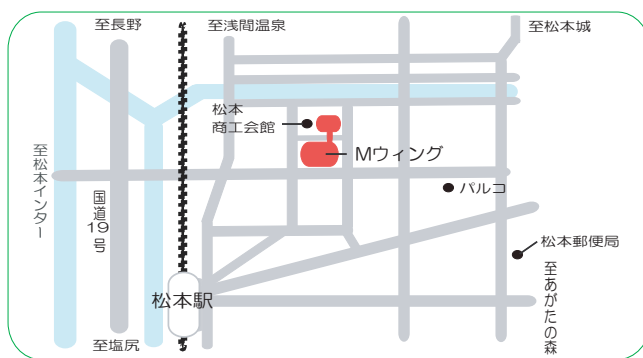 至長野
至浅間温泉
至松本城
松本
商工会館
Mウィング
至松本インター
国道19号
パルコ
松本郵便局
至あがたの森
松本駅
至塩尻